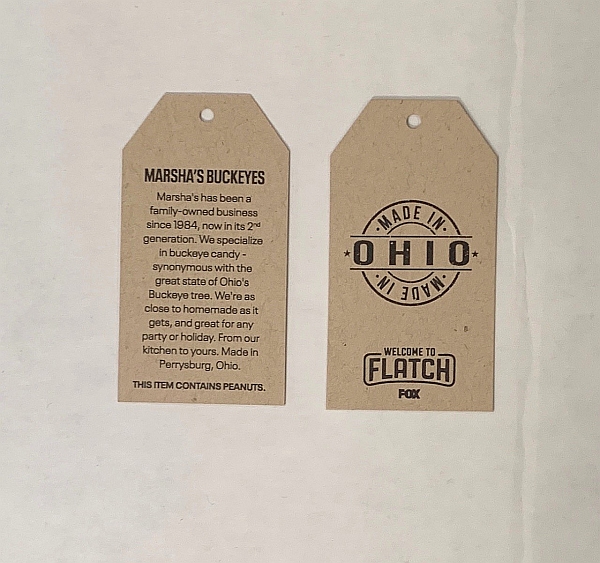 MARSHA'S BUCKEYES
Marsha's has been a
family-owned business
since 1984, now in its 2nd
generation. We specialize
in buckeye candy -
synonymous with the
great state of Ohio's
Buckeye tree. We're as
close to homemade as it
gets, and great for any
party or holiday. From our
kitchen to yours. Made in
Perrysburg, Ohio.
THIS ITEM CONTAINS PEANUTS.
MADE IN
OHIO
MADE IN
WELCOME TO
FLATCH
FOX